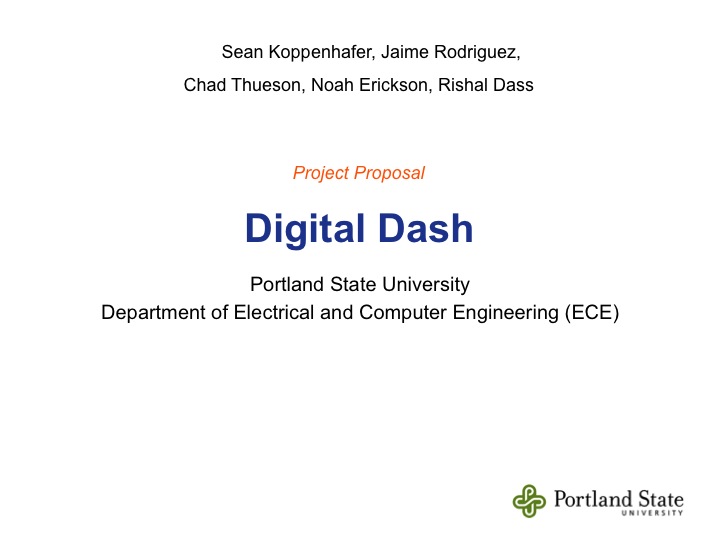 Sean Koppenhafer, Jaime Rodriguez,
Chad Thueson, Noah Erickson, Rishal Dass
Project Proposal
Digital Dash
Portland State University
Department of Electrical and Computer Engineering (ECE)
Portland State
UNIVERSITY